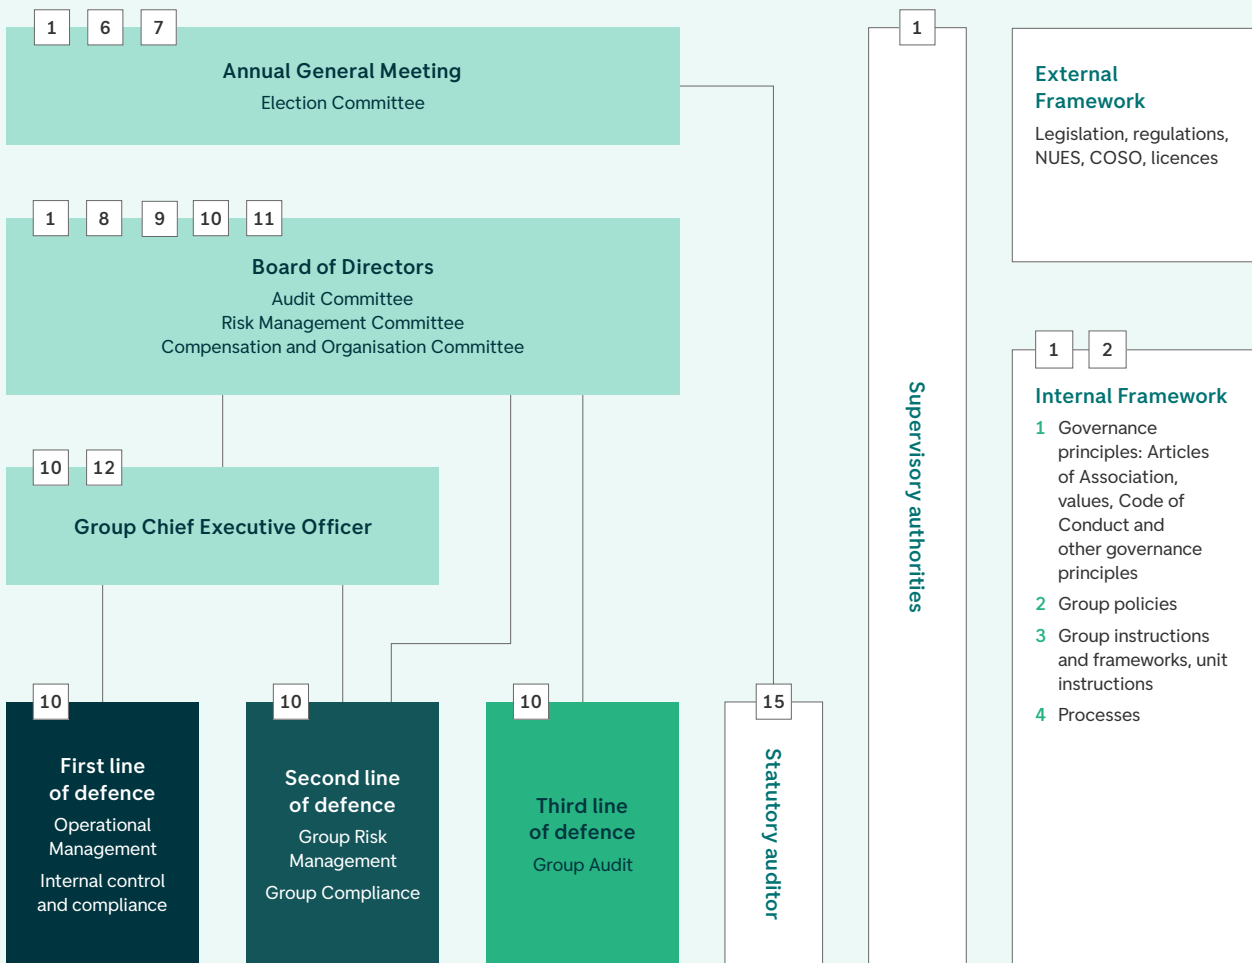 1 6 7
Annual General Meeting
Election Committee
1 8 9 10 11
Board of Directors
Audit Committee
Risk Management Committee
Compensation and Organisation Committee
10 12
Group Chief Executive Officer
10
First line
of defence
Operational
Management
Internal control
and compliance
10
Second line
of defence
Group Risk
Management
Group Compliance
10
Third line
of defence
Group Audit
15
Statutory auditor
1
Supervisory authorities
External
Framework
Legislation, regulations,
NUES, COSO, licences
1 2
Internal Framework
1 Governance
principles: Articles
of Association,
values, Code of
Conduct and
other governance
principles
2 Group policies
3 Group instructions
and frameworks, unit
instructions
4 Processes